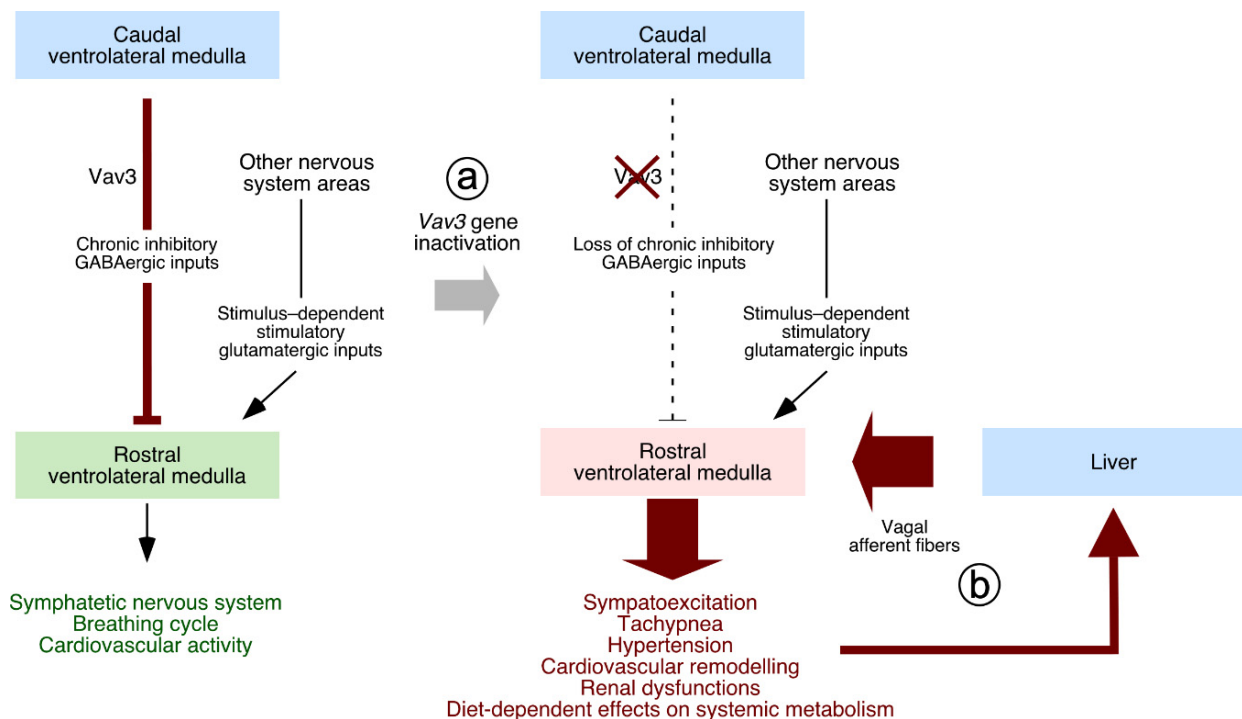 Caudal
ventrolateral medulla
Vav3
Other nervous
system areas
Chronic inhibitory
GABAergic inputs
Stimulus–dependent
stimulatory
glutamatergic inputs
Rostral
ventrolateral medulla
Symphatetic nervous system
Breathing cycle
Cardiovascular activity
a
Vav3 gene
inactivation
Caudal
ventrolateral medulla
Vav3
Other nervous
system areas
Loss of chronic inhibitory
GABAergic inputs
Stimulus–dependent
stimulatory
glutamatergic inputs
Rostral
ventrolateral medulla
Liver
Vagal
afferent fibers
b
Sympatoexcitation
Tachypnea
Hypertension
Cardiovascular remodelling
Renal dysfunctions
Diet-dependent effects on systemic metabolism